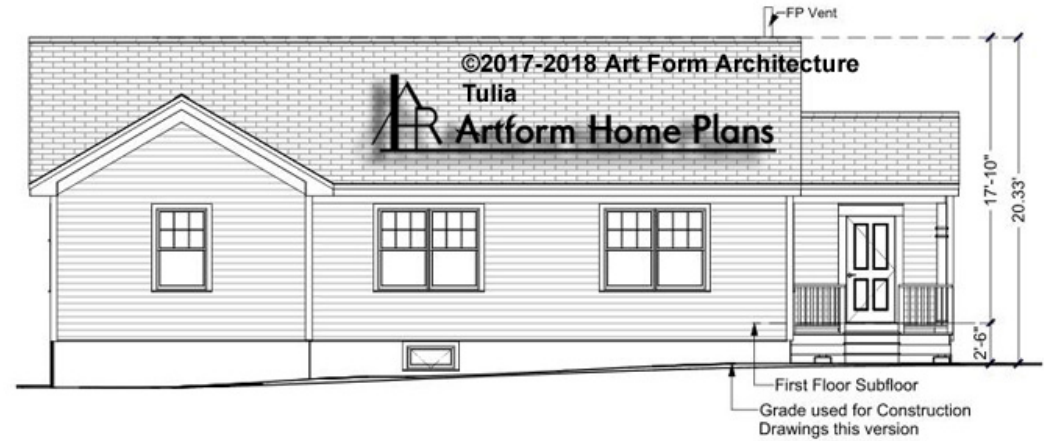 FP Vent
©2017-2018 Art Form Architecture
Tulia
AR
Artform Home Plans
17'-10"
20.33'
2'-6"
First Floor Subfloor
Grade used for Construction
Drawings this version